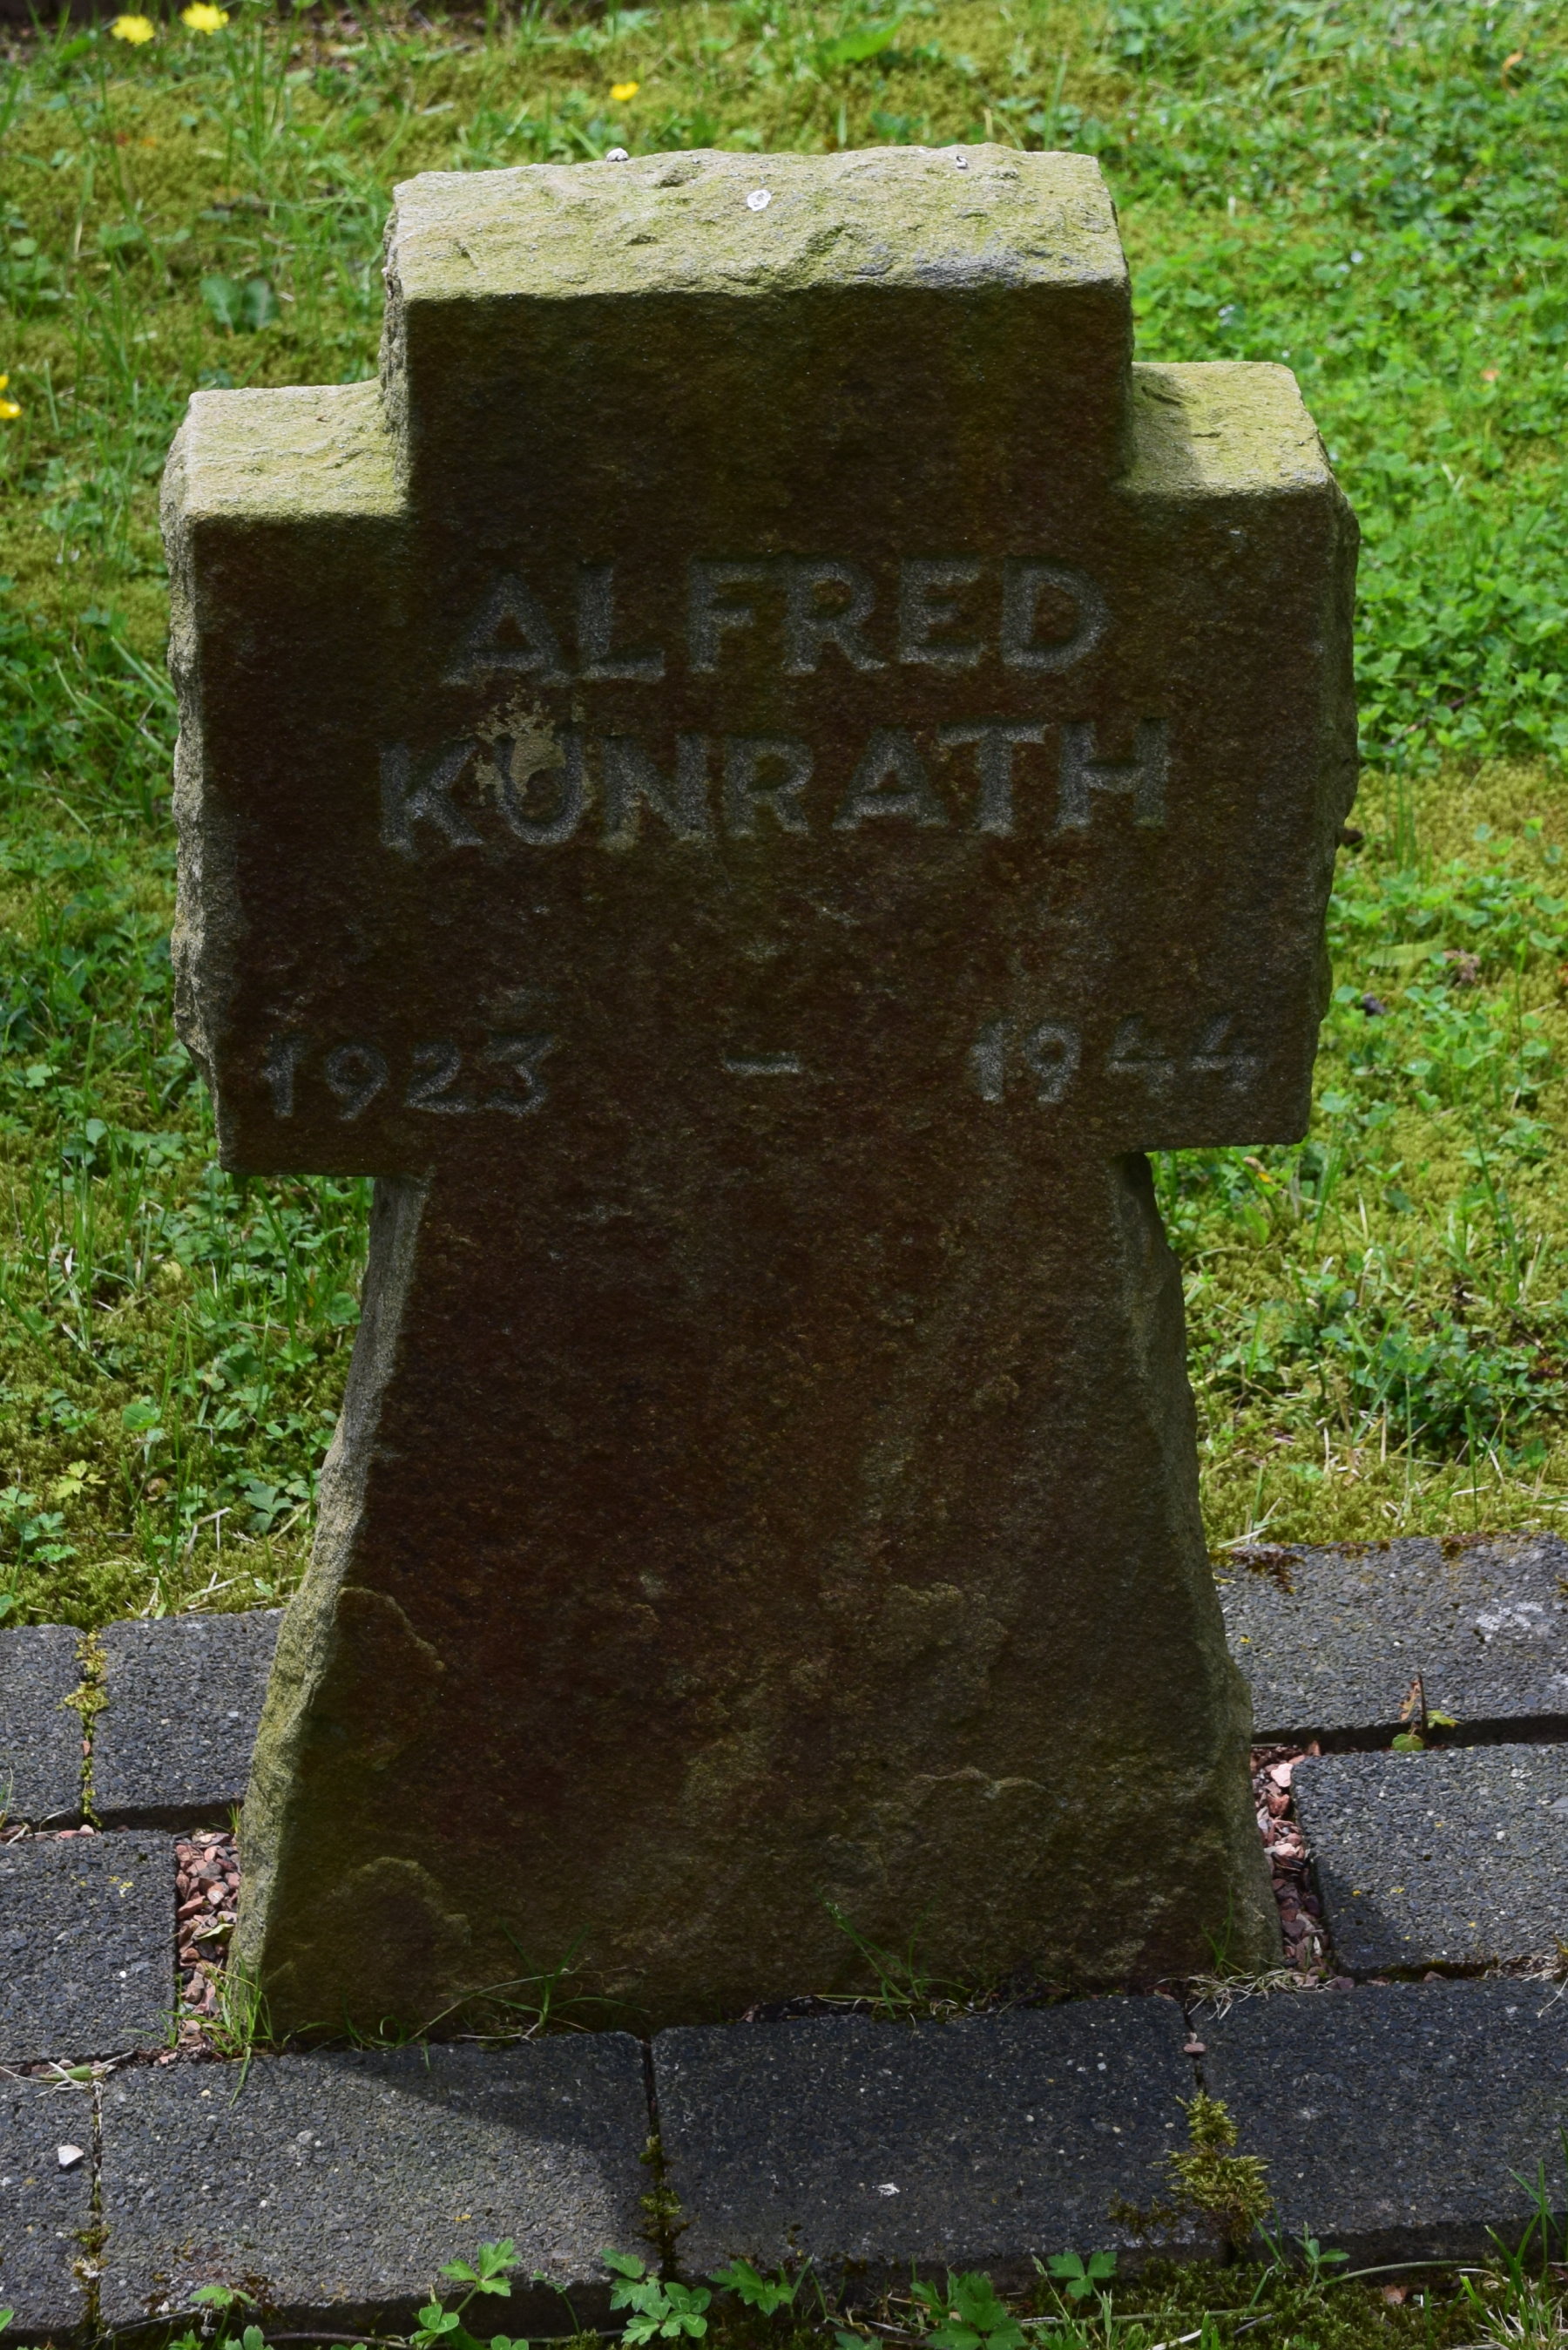 ALFRED
KUNRATH
1923 – 1944